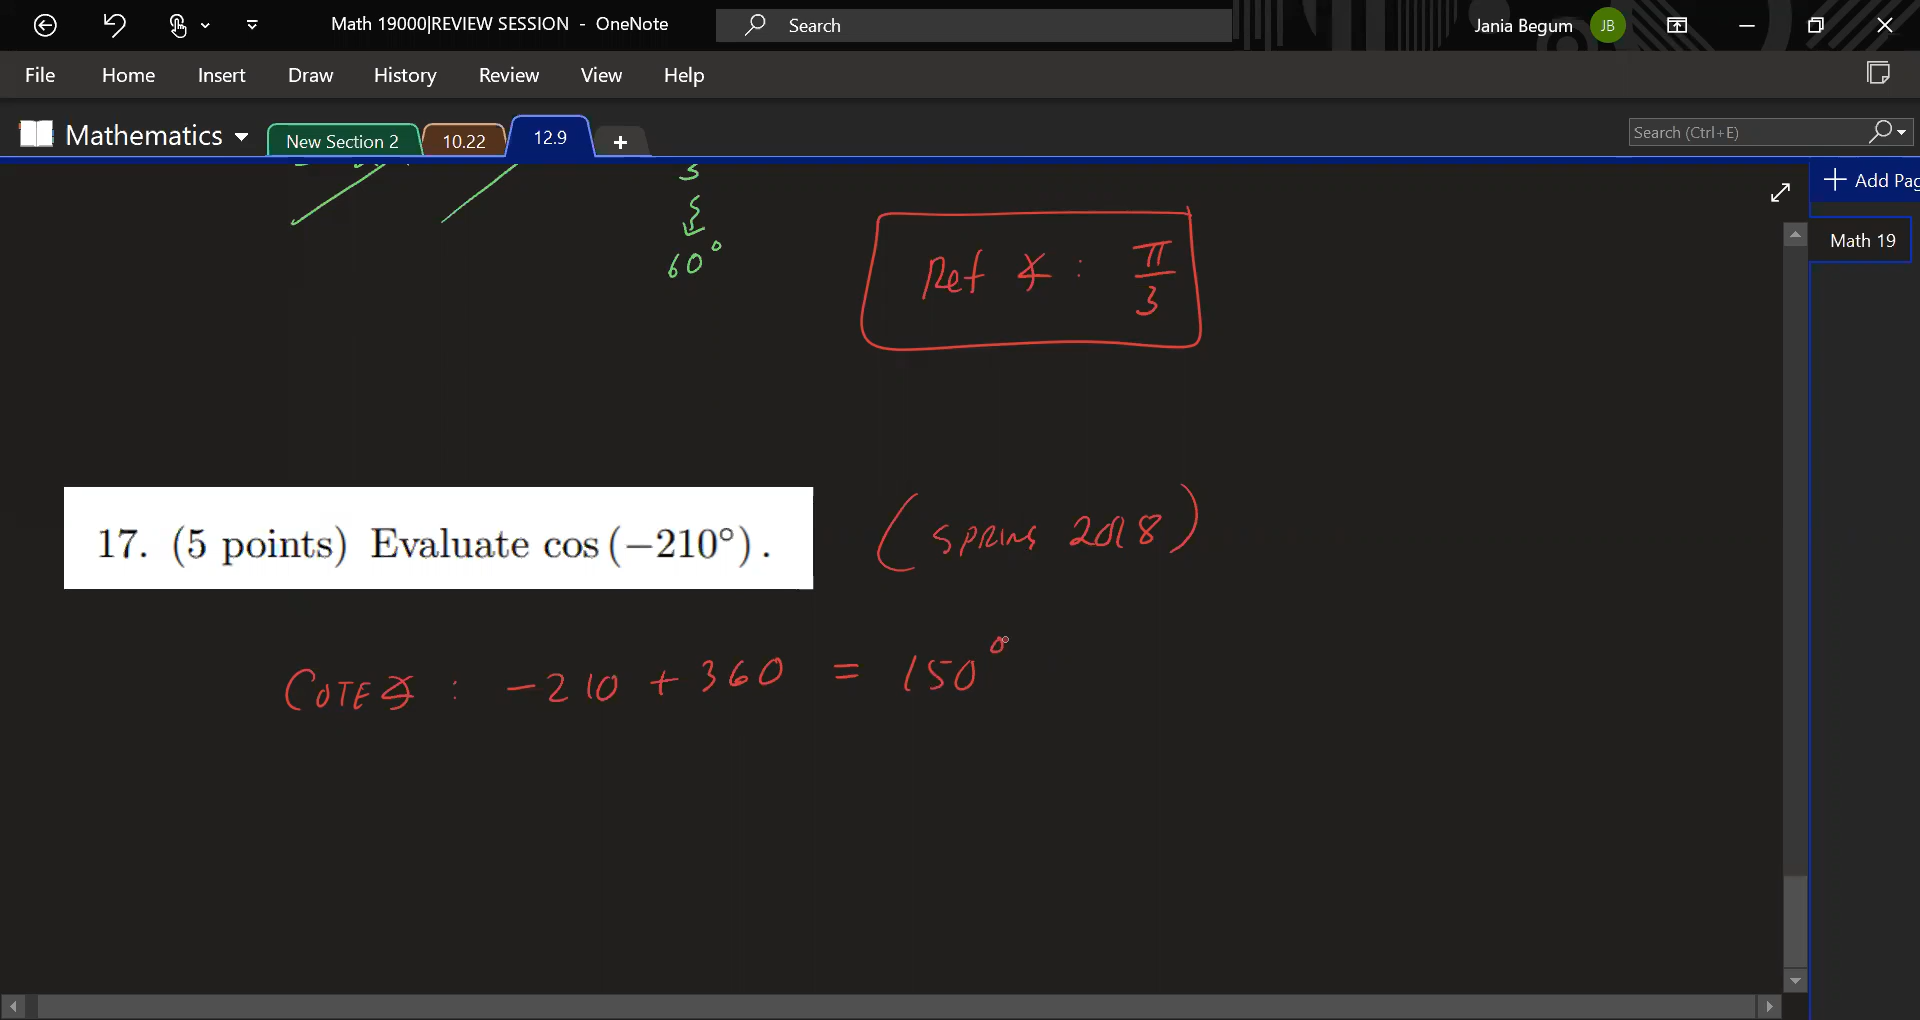 Math 19000|REVIEW SESSION - OneNote
Search
Jania Begum
JB
File Home Insert Draw History Review View Help
Mathematics
New Section 2
10.22
12.9
+
Search (Ctrl+E)
Add Pag
Math 19
60°
Ref ∡ : π/3
17. (5 points) Evaluate cos (−210°) .
(SPRING 2018)
COTE∡ : −210 + 360 = 150°